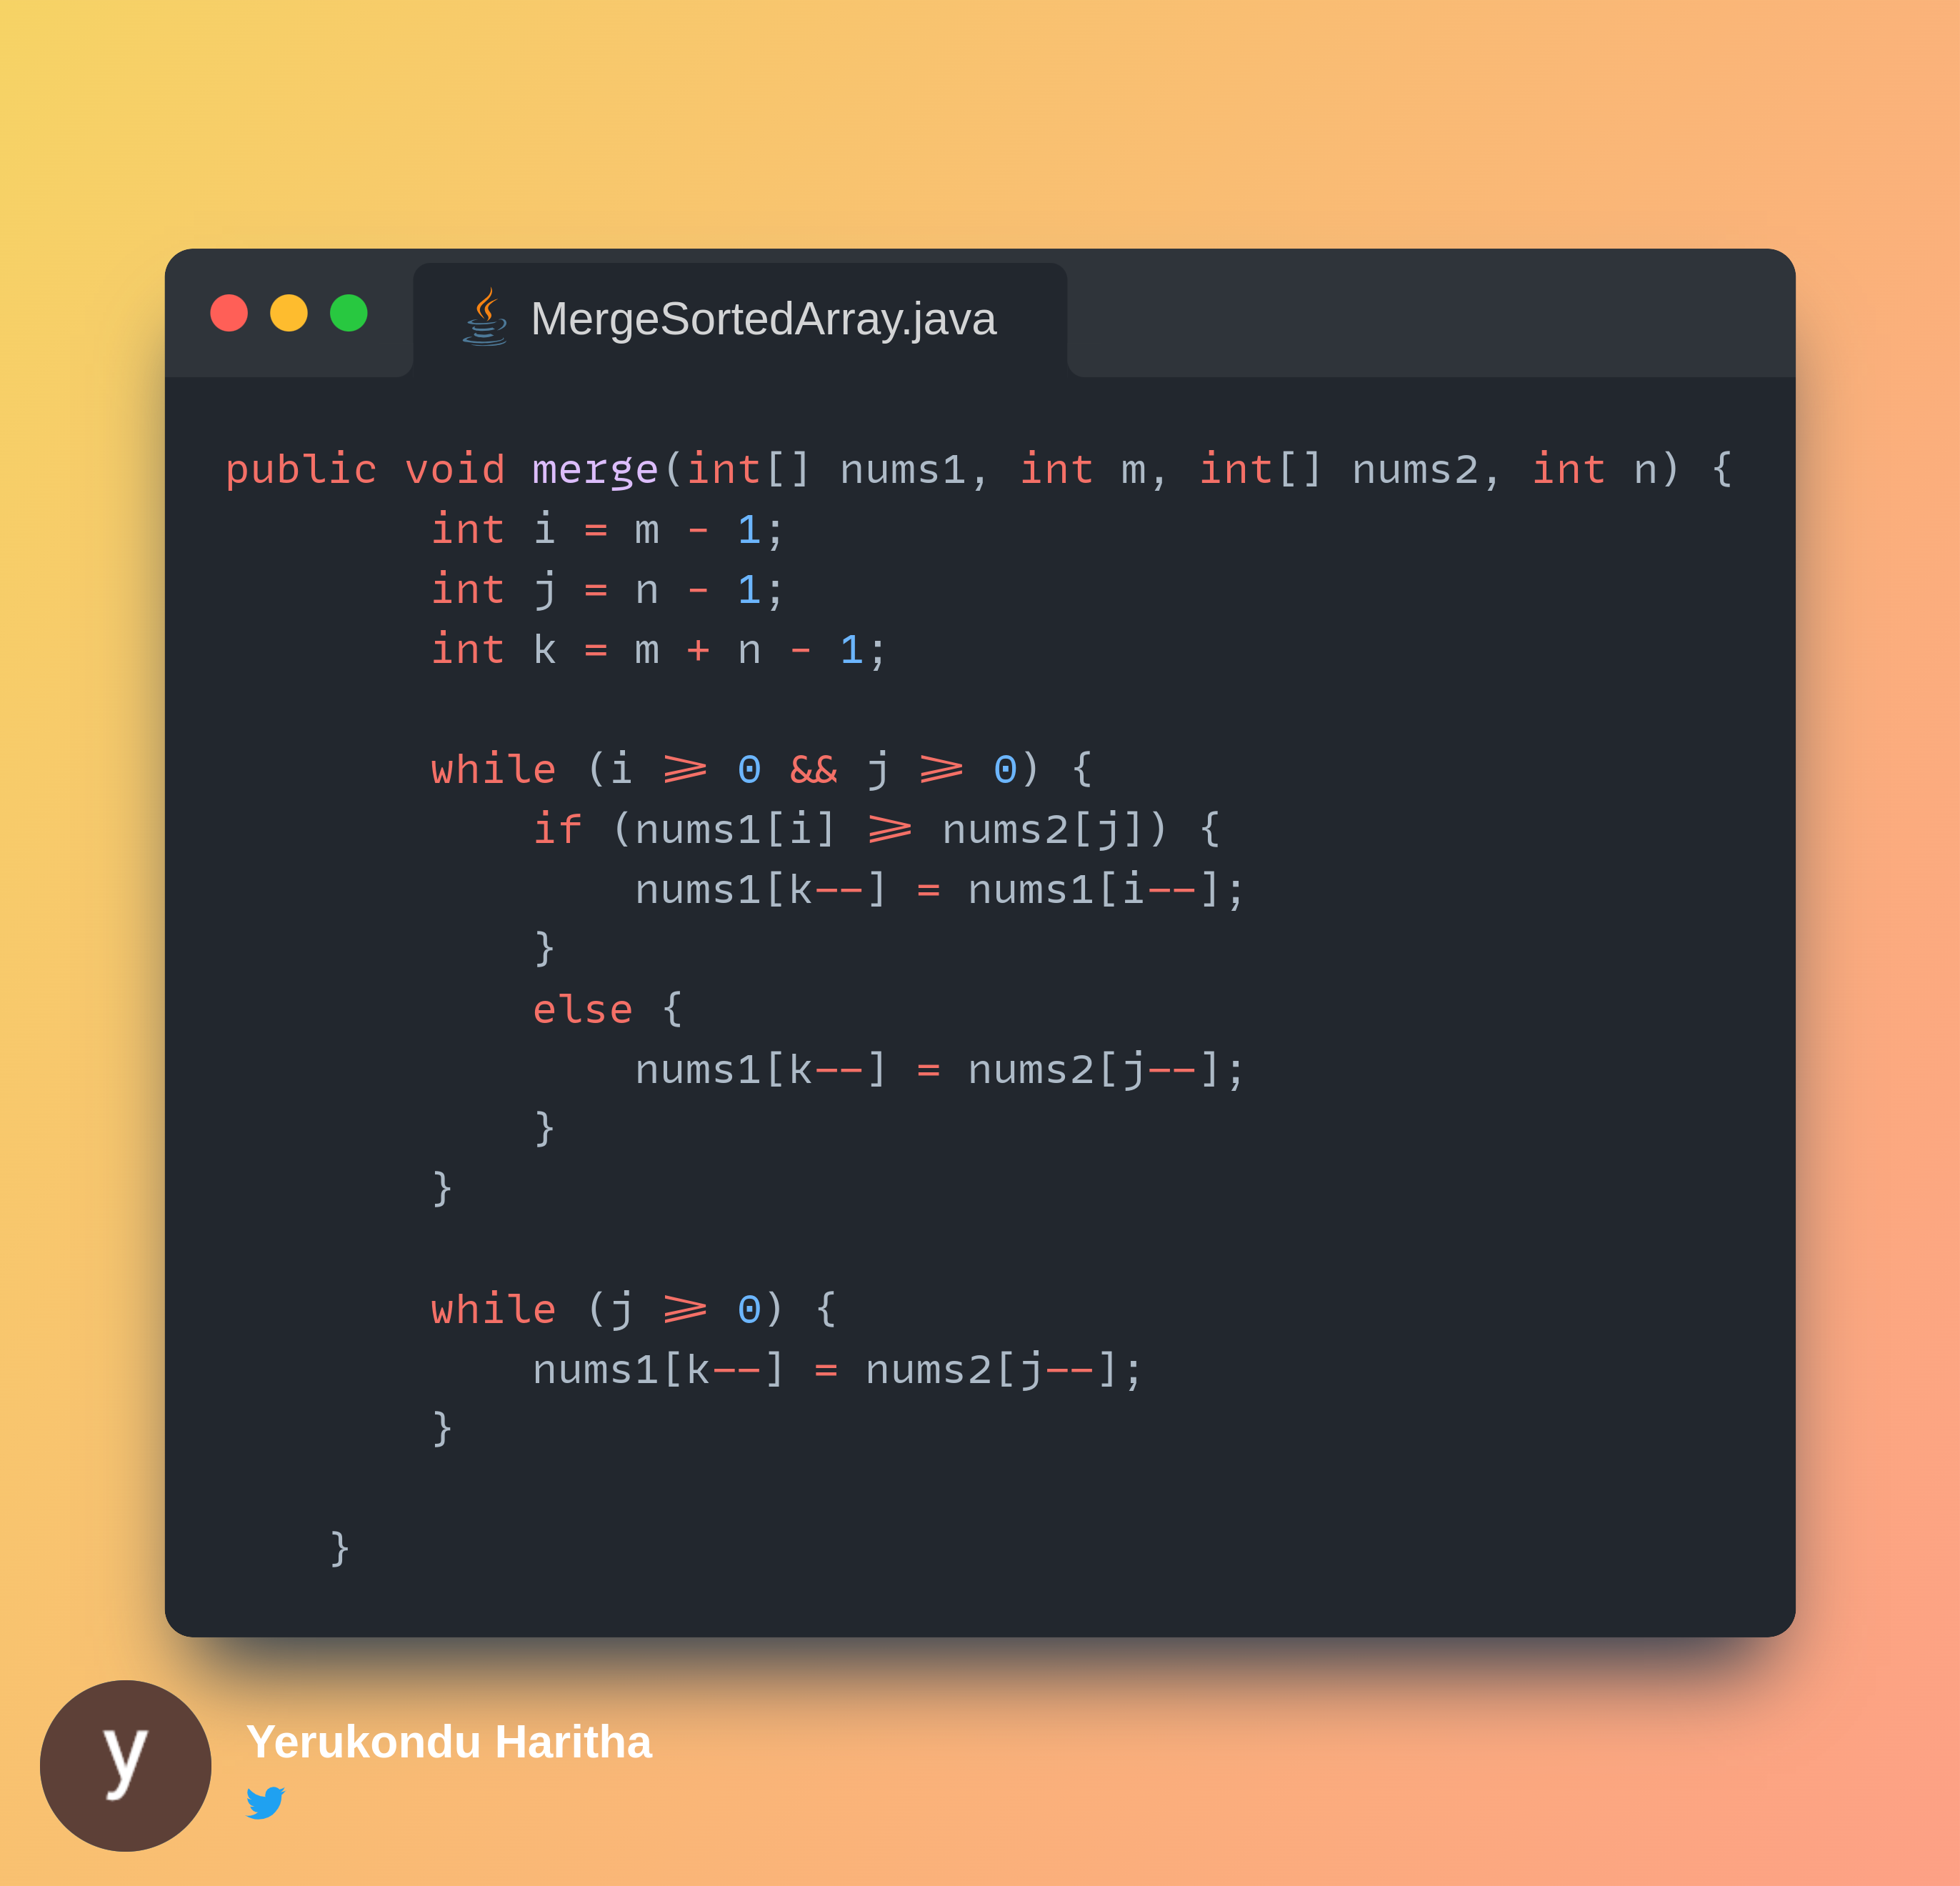 MergeSortedArray.java
public void merge(int[] nums1, int m, int[] nums2, int n) {
        int i = m - 1;
        int j = n - 1;
        int k = m + n - 1;

        while (i >= 0 && j >= 0) {
            if (nums1[i] >= nums2[j]) {
                nums1[k--] = nums1[i--];
            }
            else {
                nums1[k--] = nums2[j--];
            }
        }

        while (j >= 0) {
            nums1[k--] = nums2[j--];
        }

    }
y
Yerukondu Haritha